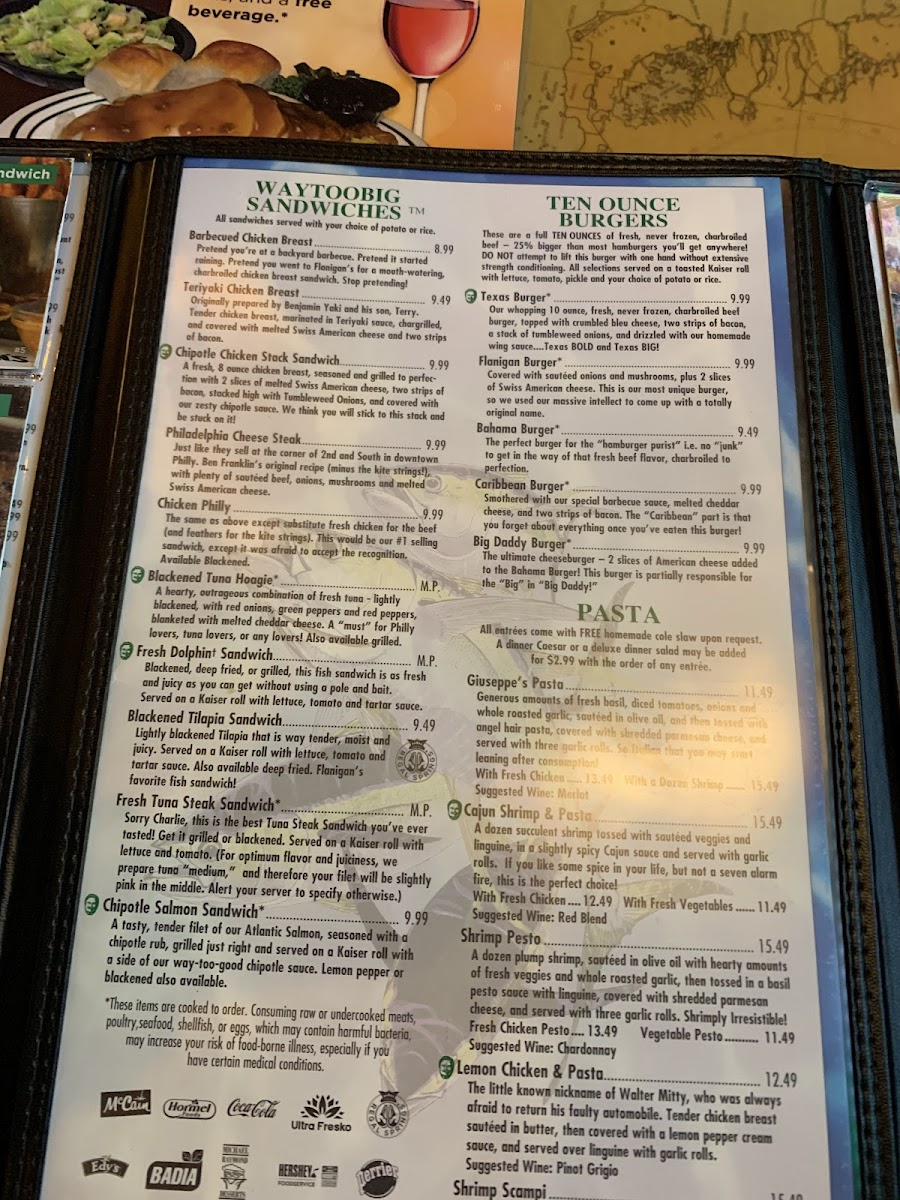 and a free
beverage.*
ndwich
WAYTOOBIG
SANDWICHES ™
All sandwiches served with your choice of potato or rice.
Barbecued Chicken Breast 8.99
Pretend you're at a backyard barbecue. Pretend it started
raining. Pretend you went to Flanigan's for a mouth-watering,
charbroiled chicken breast sandwich. Stop pretending!
Teriyaki Chicken Breast 9.49
Originally prepared by Benjamin Yaki and his son, Terry.
Tender chicken breast, marinated in Teriyaki sauce, chargrilled,
and covered with melted Swiss American cheese and two strips
of bacon.
Chipotle Chicken Stack Sandwich 9.99
A fresh, 8 ounce chicken breast, seasoned and grilled to perfec-
tion with 2 slices of melted Swiss American cheese, two strips of
bacon, stacked high with Tumbleweed Onions, and covered with
our zesty chipotle sauce. We think you will stick to this stack and
be stuck on it!
Philadelphia Cheese Steak 9.99
Just like they sell at the corner of 2nd and South in downtown
Philly. Ben Franklin's original recipe (minus the kite strings!),
with plenty of sautéed beef, onions, mushrooms and melted
Swiss American cheese.
Chicken Philly 9.99
The same as above except substitute fresh chicken for the beef
(and feathers for the kite strings). This would be our #1 selling
sandwich, except it was afraid to accept the recognition.
Available Blackened.
Blackened Tuna Hoagie* M.P.
A hearty, outrageous combination of fresh tuna - lightly
blackened, with red onions, green peppers and red peppers,
blanketed with melted cheddar cheese. A "must" for Philly
lovers, tuna lovers, or any lovers! Also available grilled.
Fresh Dolphin† Sandwich M.P.
Blackened, deep fried, or grilled, this fish sandwich is as fresh
and juicy as you can get without using a pole and bait.
Served on a Kaiser roll with lettuce, tomato and tartar sauce.
Blackened Tilapia Sandwich 9.49
Lightly blackened Tilapia that is way tender, moist and
juicy. Served on a Kaiser roll with lettuce, tomato and
tartar sauce. Also available deep fried. Flanigan's
favorite fish sandwich!
REGAL SPRINGS
Fresh Tuna Steak Sandwich* M.P.
Sorry Charlie, this is the best Tuna Steak Sandwich you've ever
tasted! Get it grilled or blackened. Served on a Kaiser roll with
lettuce and tomato. (For optimum flavor and juiciness, we
prepare tuna "medium," and therefore your filet will be slightly
pink in the middle. Alert your server to specify otherwise.)
Chipotle Salmon Sandwich* 9.99
A tasty, tender filet of our Atlantic Salmon, seasoned with a
chipotle rub, grilled just right and served on a Kaiser roll with
a side of our way-too-good chipotle sauce. Lemon pepper or
blackened also available.
*These items are cooked to order. Consuming raw or undercooked meats,
poultry,seafood, shellfish, or eggs, which may contain harmful bacteria,
may increase your risk of food-borne illness, especially if you
have certain medical conditions.
McCain Hormel Foods Coca-Cola Ultra Fresko REGAL SPRINGS
Edy's BADIA MICHAEL RAYMOND DESSERTS HERSHEY FOODSERVICE Perrier
TEN OUNCE
BURGERS
These are a full TEN OUNCES of fresh, never frozen, charbroiled
beef – 25% bigger than most hamburgers you'll get anywhere!
DO NOT attempt to lift this burger with one hand without extensive
strength conditioning. All selections served on a toasted Kaiser roll
with lettuce, tomato, pickle and your choice of potato or rice.
Texas Burger* 9.99
Our whopping 10 ounce, fresh, never frozen, charbroiled beef
burger, topped with crumbled bleu cheese, two strips of bacon,
a stack of tumbleweed onions, and drizzled with our homemade
wing sauce....Texas BOLD and Texas BIG!
Flanigan Burger* 9.99
Covered with sautéed onions and mushrooms, plus 2 slices
of Swiss American cheese. This is our most unique burger,
so we used our massive intellect to come up with a totally
original name.
Bahama Burger* 9.49
The perfect burger for the "hamburger purist" i.e. no "junk"
to get in the way of that fresh beef flavor, charbroiled to
perfection.
Caribbean Burger* 9.99
Smothered with our special barbecue sauce, melted cheddar
cheese, and two strips of bacon. The "Caribbean" part is that
you forget about everything once you've eaten this burger!
Big Daddy Burger* 9.99
The ultimate cheeseburger – 2 slices of American cheese added
to the Bahama Burger! This burger is partially responsible for
the "Big" in "Big Daddy!"
PASTA
All entrées come with FREE homemade cole slaw upon request.
A dinner Caesar or a deluxe dinner salad may be added
for $2.99 with the order of any entrée.
Giuseppe's Pasta 11.49
Generous amounts of fresh basil, diced tomatoes, onions and
whole roasted garlic, sautéed in olive oil, and then tossed with
angel hair pasta, covered with shredded parmesan cheese, and
served with three garlic rolls. So Italian that you may start
leaning after consumption!
With Fresh Chicken 13.49 With a Dozen Shrimp 15.49
Suggested Wine: Merlot
Cajun Shrimp & Pasta 15.49
A dozen succulent shrimp tossed with sautéed veggies and
linguine, in a slightly spicy Cajun sauce and served with garlic
rolls. If you like some spice in your life, but not a seven alarm
fire, this is the perfect choice!
With Fresh Chicken 12.49 With Fresh Vegetables 11.49
Suggested Wine: Red Blend
Shrimp Pesto 15.49
A dozen plump shrimp, sautéed in olive oil with hearty amounts
of fresh veggies and whole roasted garlic, then tossed in a basil
pesto sauce with linguine, covered with shredded parmesan
cheese, and served with three garlic rolls. Shrimply Irresistible!
Fresh Chicken Pesto 13.49 Vegetable Pesto 11.49
Suggested Wine: Chardonnay
Lemon Chicken & Pasta 12.49
The little known nickname of Walter Mitty, who was always
afraid to return his faulty automobile. Tender chicken breast
sautéed in butter, then covered with a lemon pepper cream
sauce, and served over linguine with garlic rolls.
Suggested Wine: Pinot Grigio
Shrimp Scampi 15.49